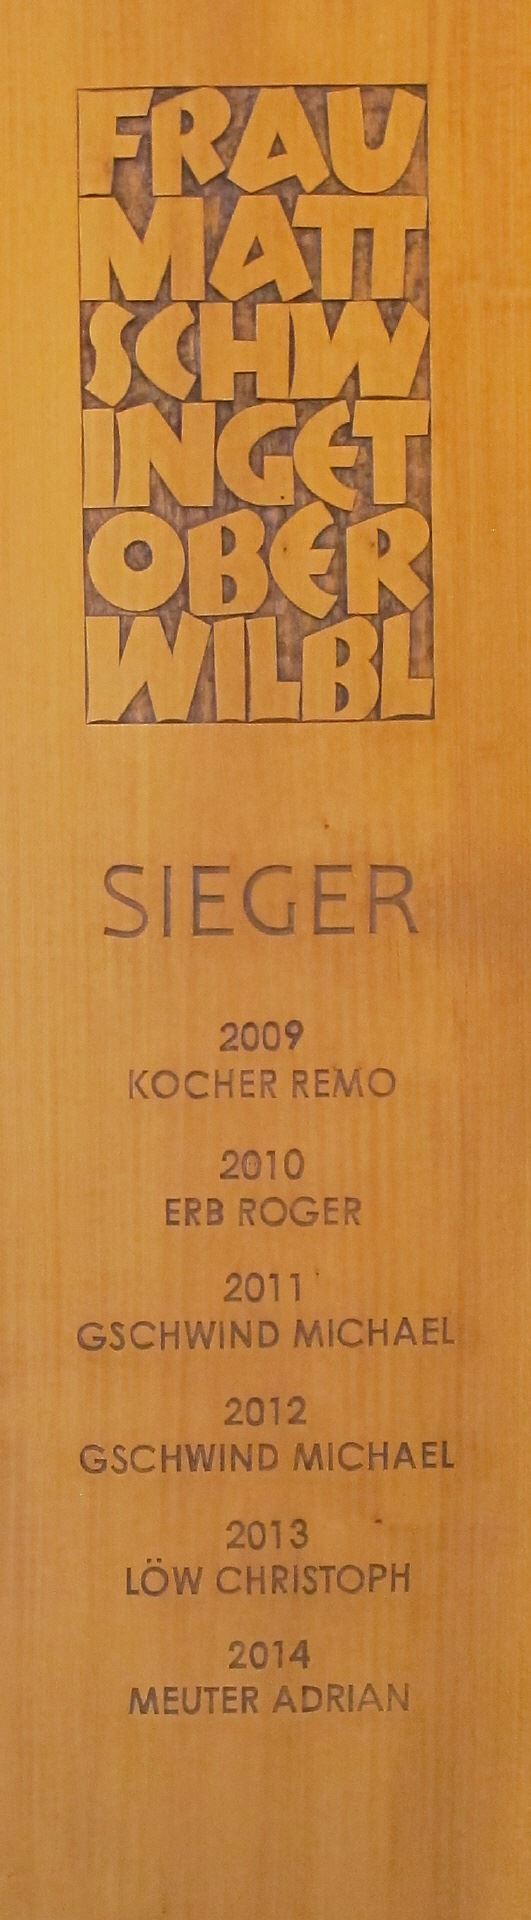 FRAU
MATT
SCHW
INGET
OBER
WILBL
SIEGER
2009
KOCHER REMO
2010
ERB ROGER
2011
GSCHWIND MICHAEL
2012
GSCHWIND MICHAEL
2013
LÖW CHRISTOPH
2014
MEUTER ADRIAN